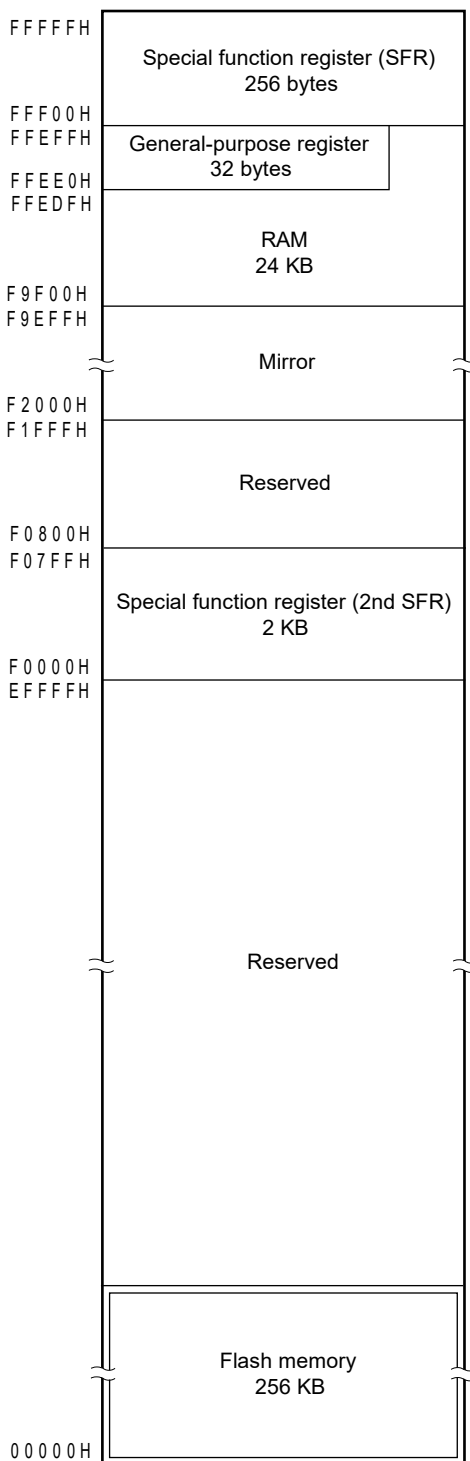 FFFFFH
Special function register (SFR)
256 bytes
FFF00H
FFEFFH
General-purpose register
32 bytes
FFEE0H
FFEDFH
RAM
24 KB
F9F00H
F9EFFH
Mirror
F2000H
F1FFFH
Reserved
F0800H
F07FFH
Special function register (2nd SFR)
2 KB
F0000H
EFFFFH
Reserved
Flash memory
256 KB
00000H